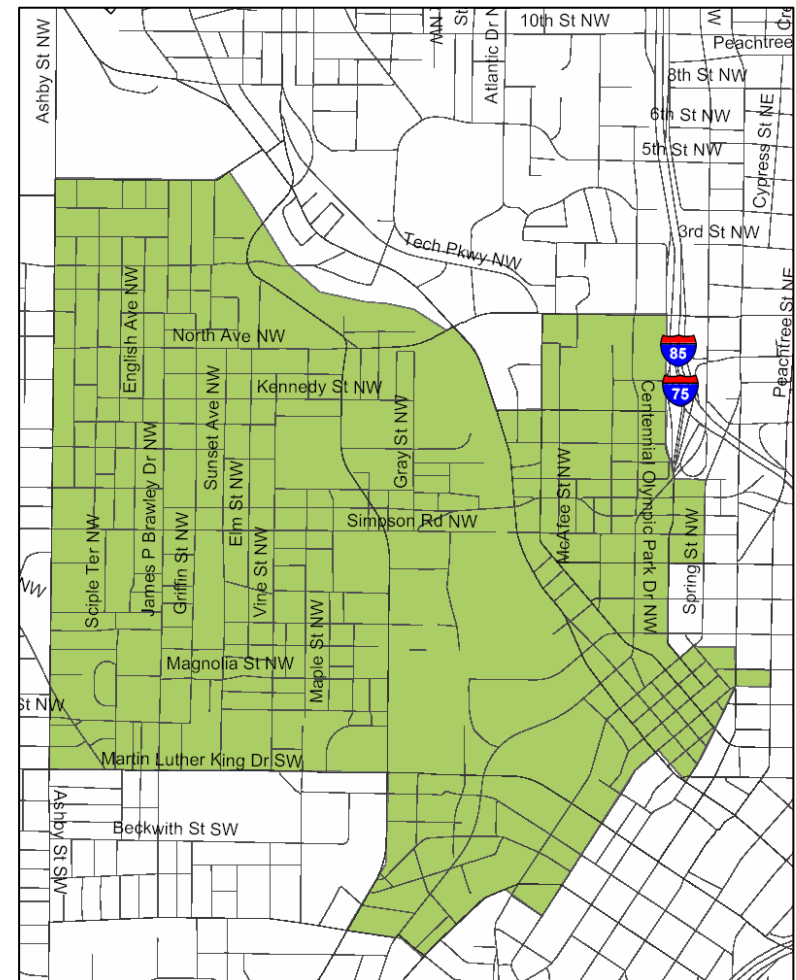 Ashby St NW
NW
St
Atlantic Dr N
10th St NW
W
Cre
Peachtree
8th St NW
6th St NW
5th St NW
Cypress St NE
3rd St NW
Tech Pkwy NW
Peachtree St NE
English Ave NW
North Ave NW
85
75
Kennedy St NW
Sunset Ave NW
Gray St NW
Centennial Olympic Park Dr NW
James P Brawley Dr NW
Elm St NW
McAfee St NW
Simpson Rd NW
Sciple Ter NW
Griffin St NW
Vine St NW
Spring St NW
NW
Maple St NW
Magnolia St NW
St NW
Martin Luther King Dr SW
Ashby St SW
Beckwith St SW